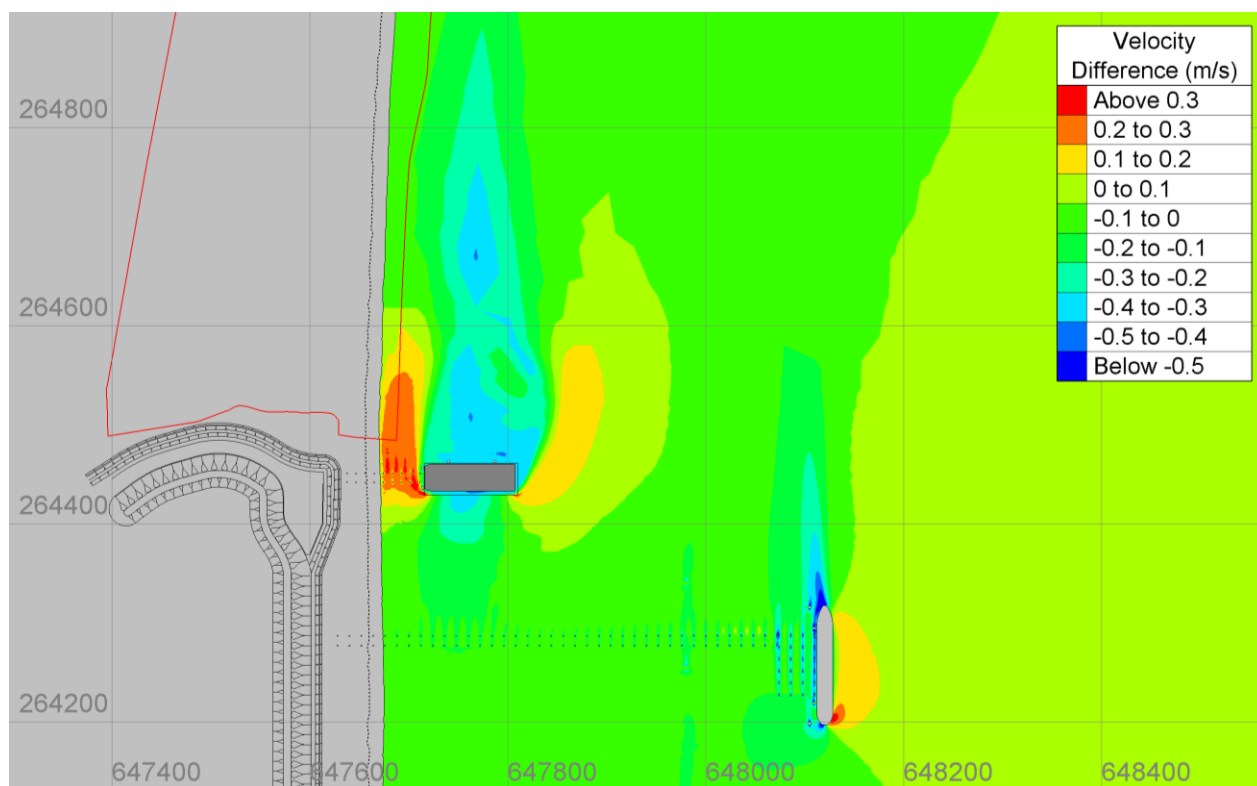 Velocity
Difference (m/s)
Above 0.3
0.2 to 0.3
0.1 to 0.2
0 to 0.1
-0.1 to 0
-0.2 to -0.1
-0.3 to -0.2
-0.4 to -0.3
-0.5 to -0.4
Below -0.5
264800
264600
264400
264200
647400
647600
647800
648000
648200
648400